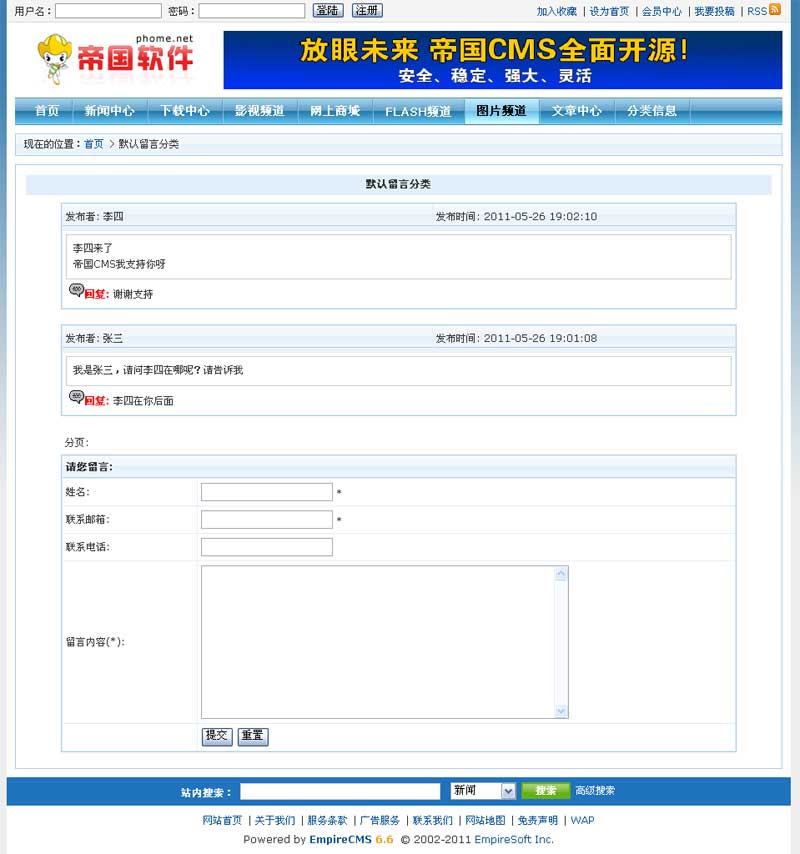 用户名： 密码： 登陆 注册 加入收藏 | 设为首页 | 会员中心 | 我要投稿 | RSS
phome.net
帝国软件
放眼未来 帝国CMS全面开源！
安全、稳定、强大、灵活
首页 新闻中心 下载中心 影视频道 网上商城 FLASH频道 图片频道 文章中心 分类信息
现在的位置：首页 > 默认留言分类
默认留言分类
发布者: 李四 发布时间: 2011-05-26 19:02:10
李四来了
帝国CMS我支持你呀
回复: 谢谢支持
发布者: 张三 发布时间: 2011-05-26 19:01:08
我是张三，请问李四在哪呢？请告诉我
回复: 李四在你后面
分页:
请您留言:
姓名: *
联系邮箱: *
联系电话:
留言内容(*):
提交 重置
站内搜索： 新闻 搜索 高级搜索
网站首页 | 关于我们 | 服务条款 | 广告服务 | 联系我们 | 网站地图 | 免责声明 | WAP
Powered by EmpireCMS 6.6 © 2002-2011 EmpireSoft Inc.